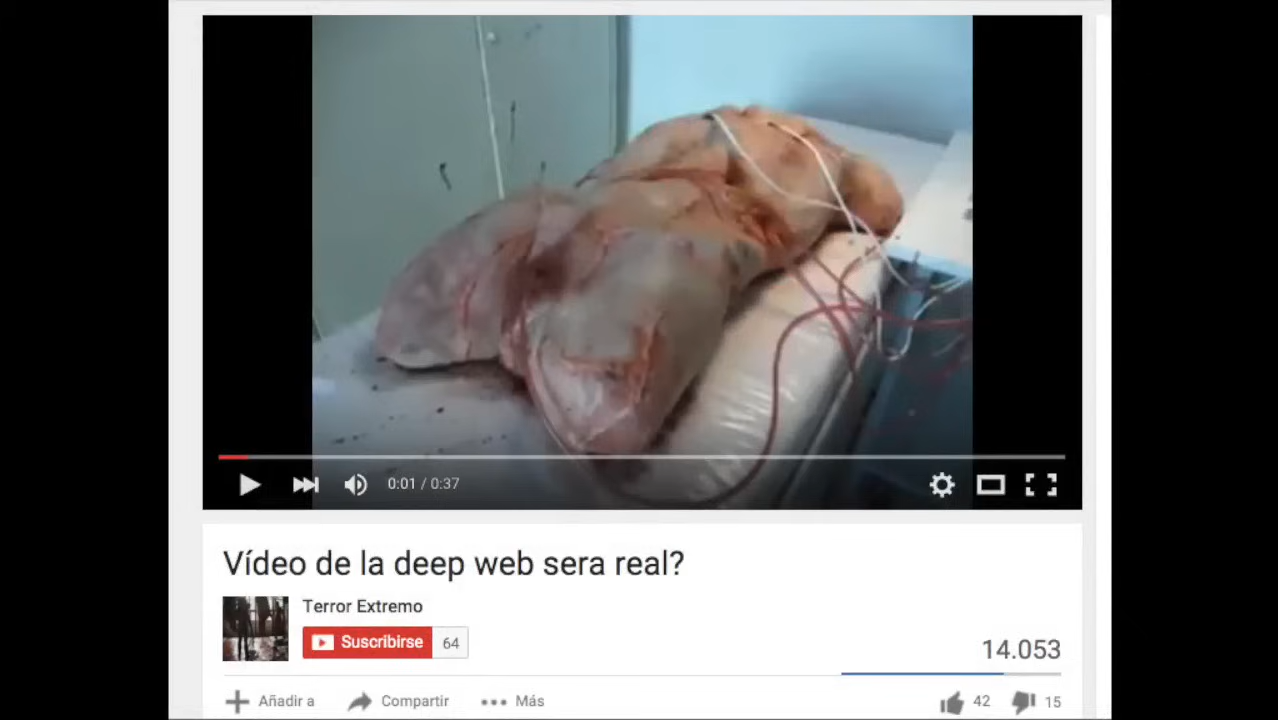 0:01 / 0:37
Vídeo de la deep web sera real?
Terror Extremo
Suscribirse 64
14.053
Añadir a Compartir Más 42 15